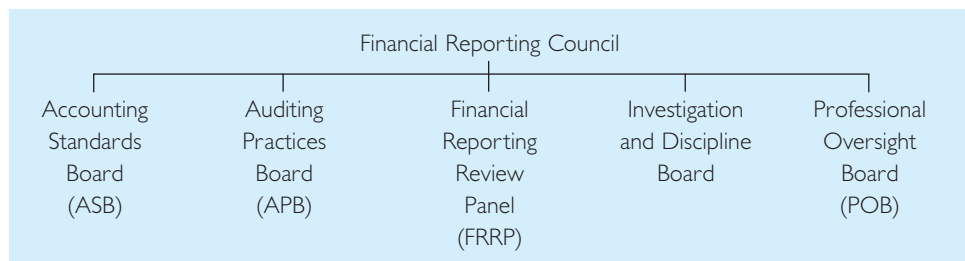 Financial Reporting Council
Accounting
Standards
Board
(ASB)
Auditing
Practices
Board
(APB)
Financial
Reporting
Review
Panel
(FRRP)
Investigation
and Discipline
Board
Professional
Oversight
Board
(POB)